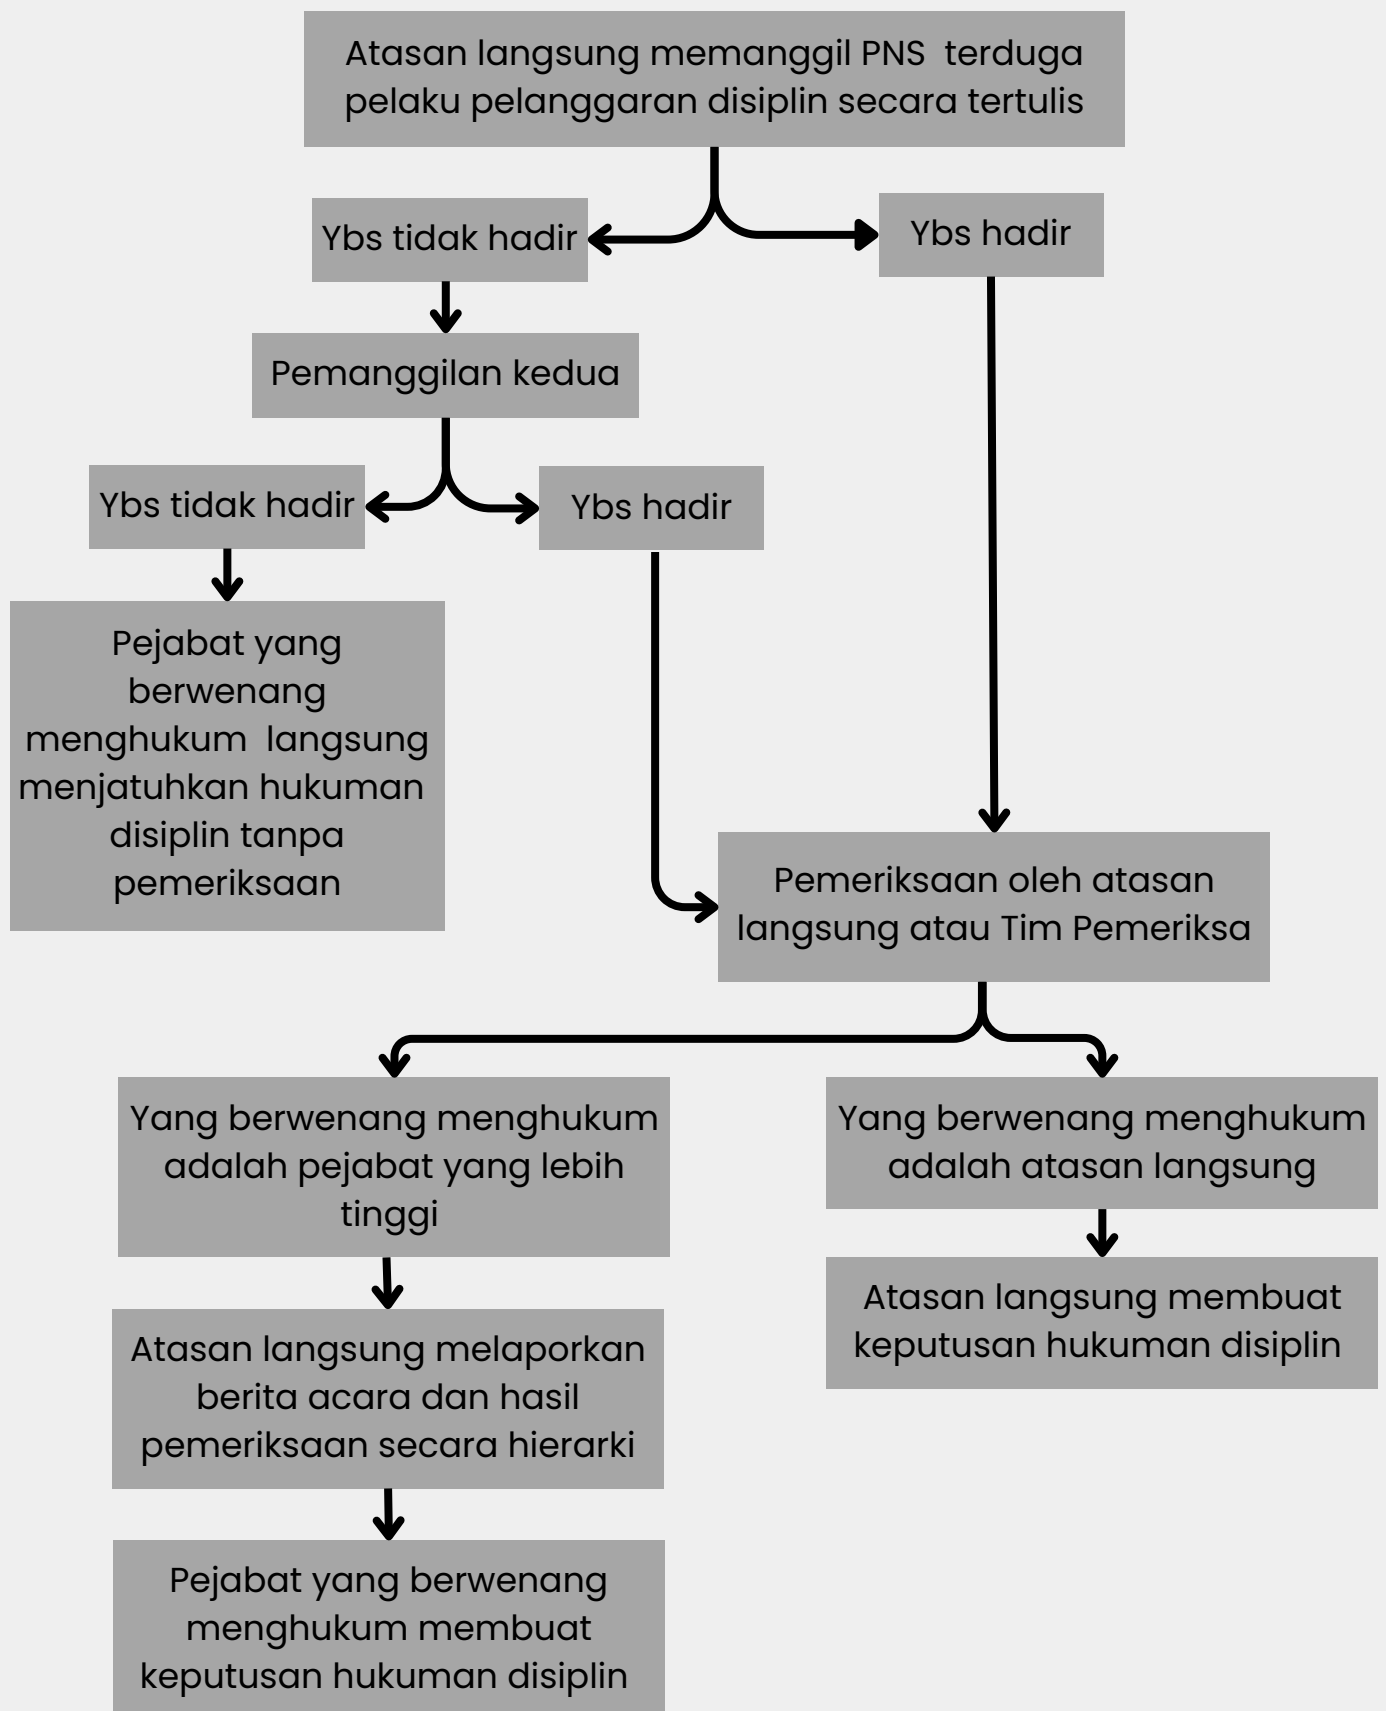 Atasan langsung memanggil PNS  terduga
pelaku pelanggaran disiplin secara tertulis
Ybs tidak hadir
Ybs hadir
Pemanggilan kedua
Ybs tidak hadir
Ybs hadir
Pejabat yang
berwenang
menghukum  langsung
menjatuhkan hukuman
disiplin tanpa
pemeriksaan
Pemeriksaan oleh atasan
langsung atau Tim Pemeriksa
Yang berwenang menghukum
adalah pejabat yang lebih
tinggi
Yang berwenang menghukum
adalah atasan langsung
Atasan langsung melaporkan
berita acara dan hasil
pemeriksaan secara hierarki
Atasan langsung membuat
keputusan hukuman disiplin
Pejabat yang berwenang
menghukum membuat
keputusan hukuman disiplin